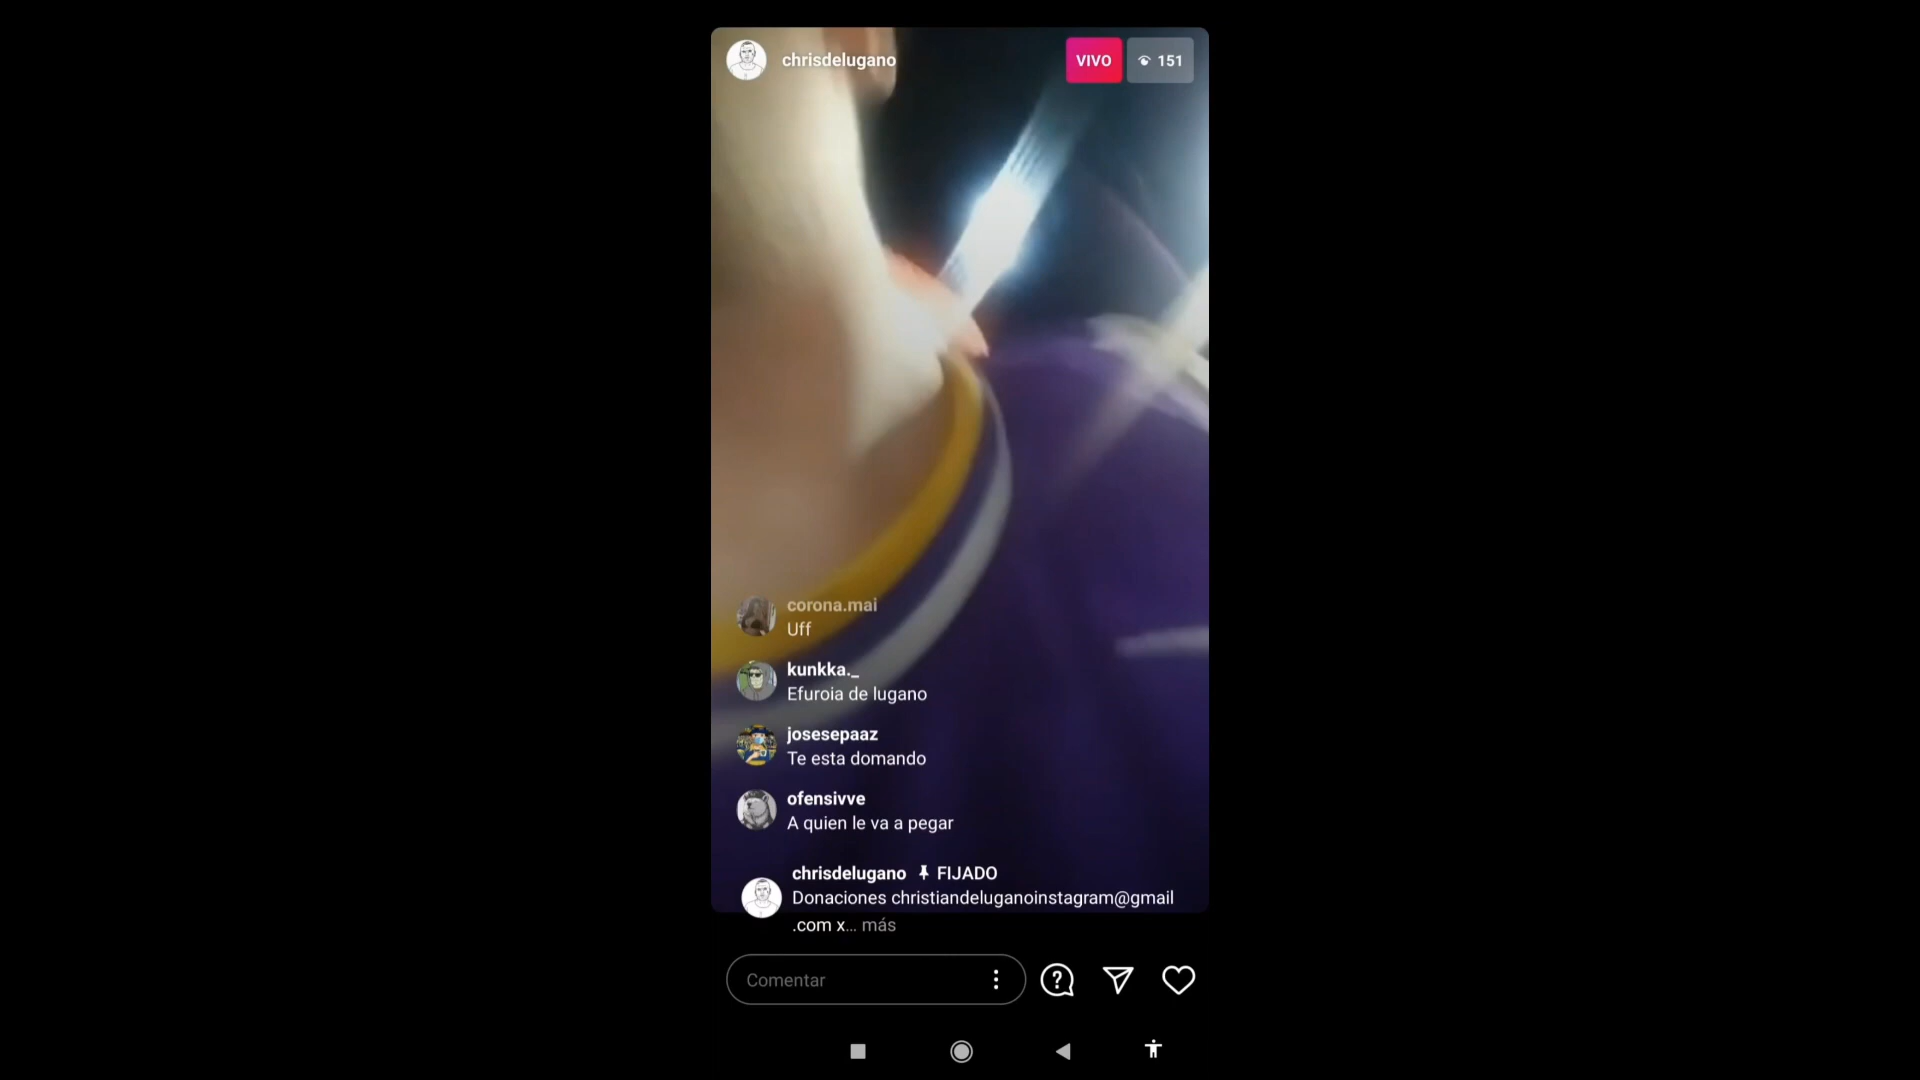 chrisdelugano
VIVO
151
corona.mai
Uff
kunkka._
Efuroia de lugano
josesepaaz
Te esta domando
ofensivve
A quien le va a pegar
chrisdelugano FIJADO
Donaciones christiandeluganoinstagram@gmail
.com x... más
Comentar